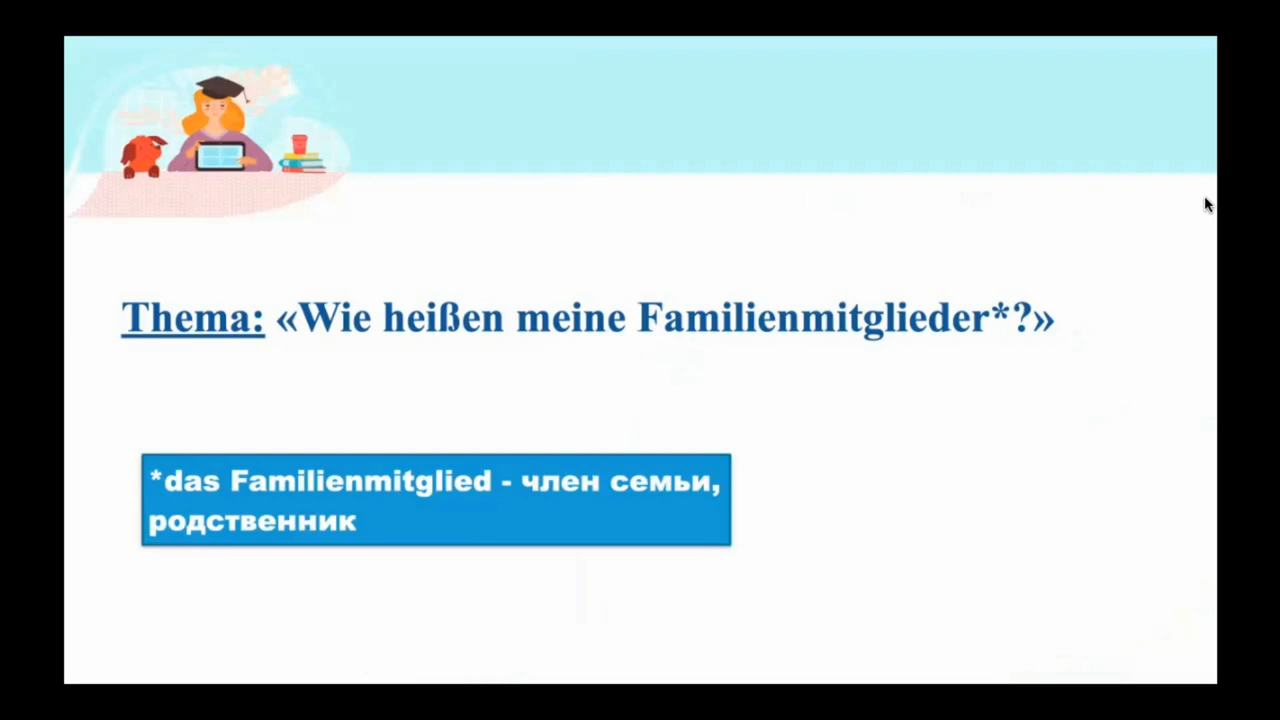 Thema: «Wie heißen meine Familienmitglieder*?»
*das Familienmitglied - член семьи,
родственник